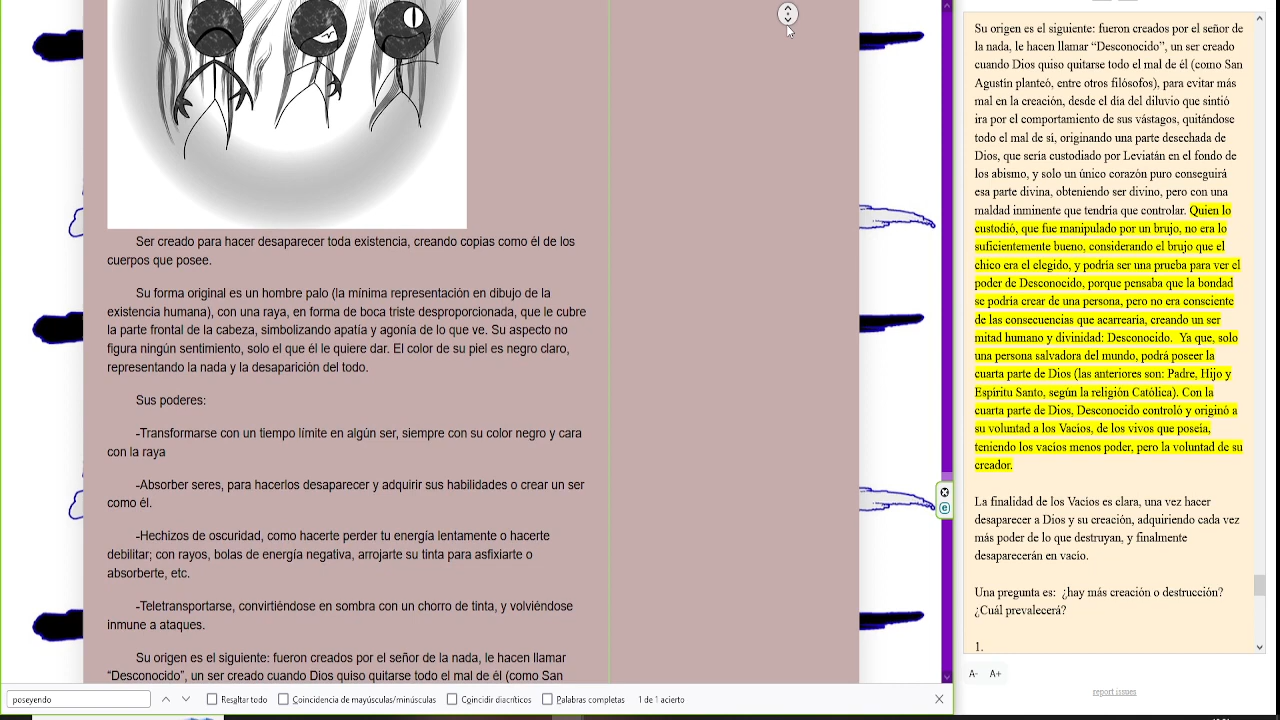 Ser creado para hacer desaparecer toda existencia, creando copias como él de los
cuerpos que posee.
Su forma original es un hombre palo (la mínima representación en dibujo de la
existencia humana), con una raya, en forma de boca triste desproporcionada, que le cubre
la parte frontal de la cabeza, simbolizando apatía y agonía de lo que ve. Su aspecto no
figura ningún sentimiento, solo el que él le quiere dar. El color de su piel es negro claro,
representando la nada y la desaparición del todo.
Sus poderes:
-Transformarse con un tiempo límite en algún ser, siempre con su color negro y cara
con la raya
-Absorber seres, para hacerlos desaparecer y adquirir sus habilidades o crear un ser
como él.
-Hechizos de oscuridad, como hacerte perder tu energía lentamente o hacerte
debilitar; con rayos, bolas de energía negativa, arrojarte su tinta para asfixiarte o
absorberte, etc.
-Teletransportarse, convirtiéndose en sombra con un chorro de tinta, y volviéndose
inmune a ataques.
Su origen es el siguiente: fueron creados por el señor de la nada, le hacen llamar
“Desconocido”, un ser creado cuando Dios quiso quitarse todo el mal de él (como San
poseyendo
Resaltar todo
Coincidencia de mayúsculas/minúsculas
Coincidir diacríticos
Palabras completas
1 de 1 acierto
Su origen es el siguiente: fueron creados por el señor de
la nada, le hacen llamar “Desconocido”, un ser creado
cuando Dios quiso quitarse todo el mal de él (como San
Agustín planteó, entre otros filósofos), para evitar más
mal en la creación, desde el día del diluvio que sintió
ira por el comportamiento de sus vástagos, quitándose
todo el mal de sí, originando una parte desechada de
Dios, que sería custodiado por Leviatán en el fondo de
los abismo, y solo un único corazón puro conseguirá
esa parte divina, obteniendo ser divino, pero con una
maldad inminente que tendría que controlar. Quien lo
custodió, que fue manipulado por un brujo, no era lo
suficientemente bueno, considerando el brujo que el
chico era el elegido, y podría ser una prueba para ver el
poder de Desconocido, porque pensaba que la bondad
se podría crear de una persona, pero no era consciente
de las consecuencias que acarrearía, creando un ser
mitad humano y divinidad: Desconocido. Ya que, solo
una persona salvadora del mundo, podrá poseer la
cuarta parte de Dios (las anteriores son: Padre, Hijo y
Espíritu Santo, según la religión Católica). Con la
cuarta parte de Dios, Desconocido controló y originó a
su voluntad a los Vacíos, de los vivos que poseía,
teniendo los vacíos menos poder, pero la voluntad de su
creador.
La finalidad de los Vacíos es clara, una vez hacer
desaparecer a Dios y su creación, adquiriendo cada vez
más poder de lo que destruyan, y finalmente
desaparecerán en vacío.
Una pregunta es: ¿hay más creación o destrucción?
¿Cuál prevalecerá?
1.
A- A+
report issues